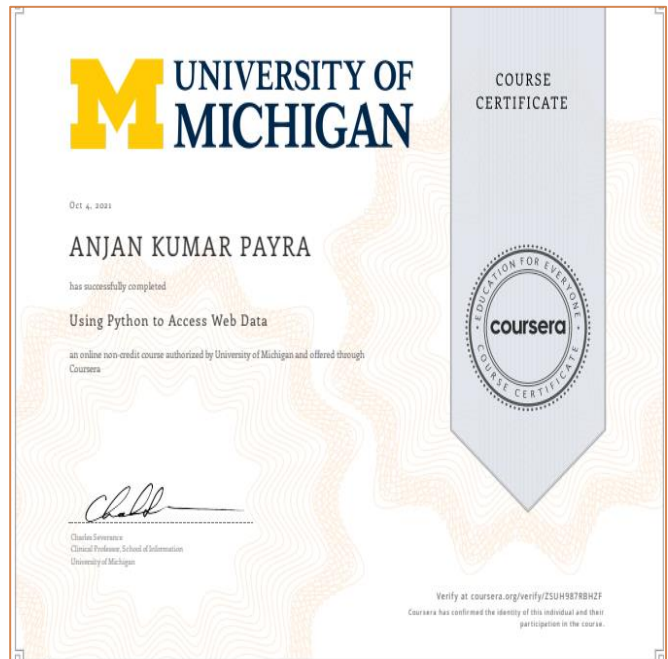 UNIVERSITY OF
MICHIGAN
COURSE
CERTIFICATE
Oct 4, 2021
ANJAN KUMAR PAYRA
has successfully completed
Using Python to Access Web Data
an online non-credit course authorized by University of Michigan and offered through
Coursera
EDUCATION FOR EVERYONE
coursera
COURSE CERTIFICATE
Charles Severance
Clinical Professor, School of Information
University of Michigan
Verify at coursera.org/verify/ZSUH987RBHZF
Coursera has confirmed the identity of this individual and their
participation in the course.